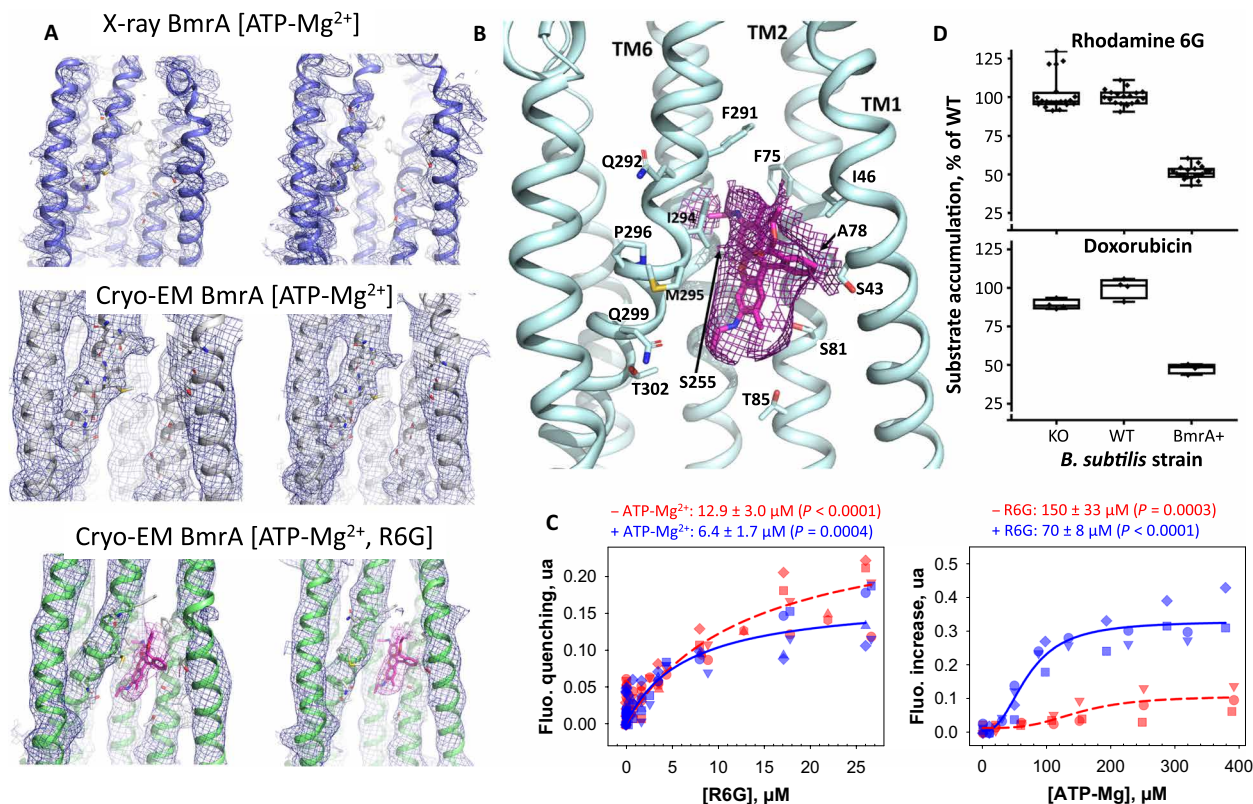 A
X-ray BmrA [ATP-Mg2+]
Cryo-EM BmrA [ATP-Mg2+]
Cryo-EM BmrA [ATP-Mg2+, R6G]
B
TM6
TM2
TM1
F291
Q292
F75
I46
I294
P296
A78
M295
S43
Q299
S81
T302
S255
T85
C
– ATP-Mg2+: 12.9 ± 3.0 µM (P < 0.0001)
+ ATP-Mg2+: 6.4 ± 1.7 µM (P = 0.0004)
Fluo. quenching, ua
0.20
0.15
0.10
0.05
0.00
0 5 10 15 20 25
[R6G], µM
– R6G: 150 ± 33 µM (P = 0.0003)
+ R6G: 70 ± 8 µM (P < 0.0001)
Fluo. increase, ua
0.5
0.4
0.3
0.2
0.1
0.0
0 100 200 300 400
[ATP-Mg], µM
D
Substrate accumulation, % of WT
Rhodamine 6G
125
100
75
50
25
Doxorubicin
125
100
75
50
25
KO WT BmrA+
B. subtilis strain